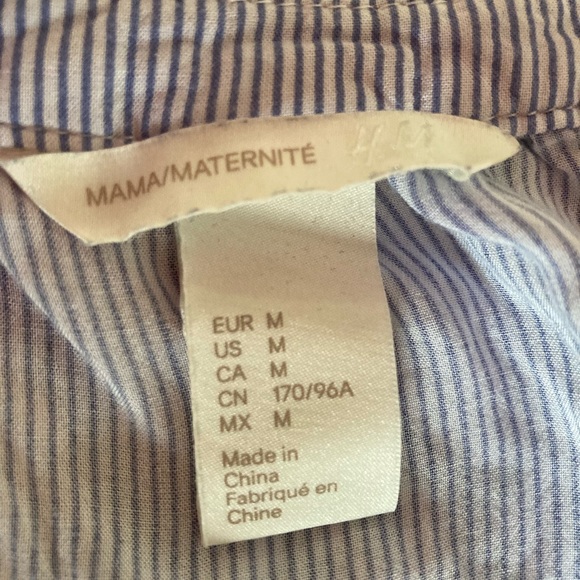 MAMA/MATERNITÉ H&M
EUR M
US M
CA M
CN 170/96A
MX M
Made in
China
Fabriqué en
Chine